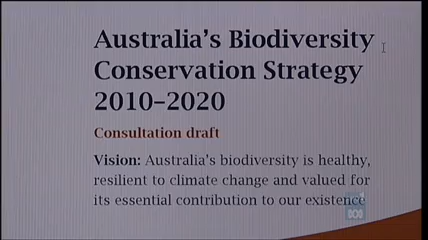 Australia's Biodiversity
Conservation Strategy
2010–2020
Consultation draft
Vision: Australia's biodiversity is healthy,
resilient to climate change and valued for
its essential contribution to our existence